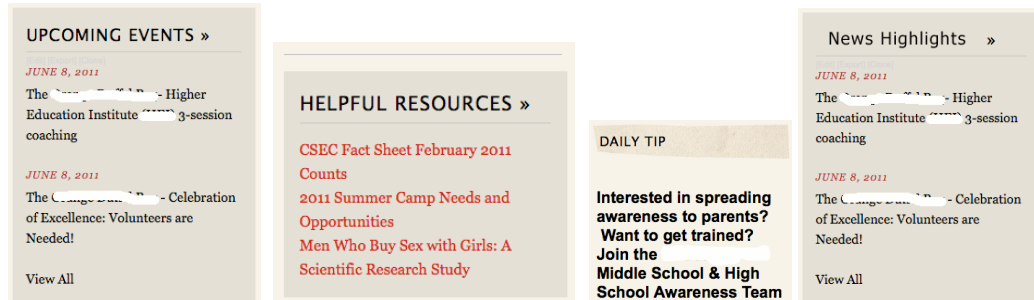 UPCOMING EVENTS »
JUNE 8, 2011
The - Higher
Education Institute 3-session
coaching
JUNE 8, 2011
The - Celebration
of Excellence: Volunteers are
Needed!
View All
HELPFUL RESOURCES »
CSEC Fact Sheet February 2011
Counts
2011 Summer Camp Needs and
Opportunities
Men Who Buy Sex with Girls: A
Scientific Research Study
DAILY TIP
Interested in spreading
awareness to parents?
Want to get trained?
Join the
Middle School & High
School Awareness Team
News Highlights »
JUNE 8, 2011
The - Higher
Education Institute 3-session
coaching
JUNE 8, 2011
The - Celebration
of Excellence: Volunteers are
Needed!
View All